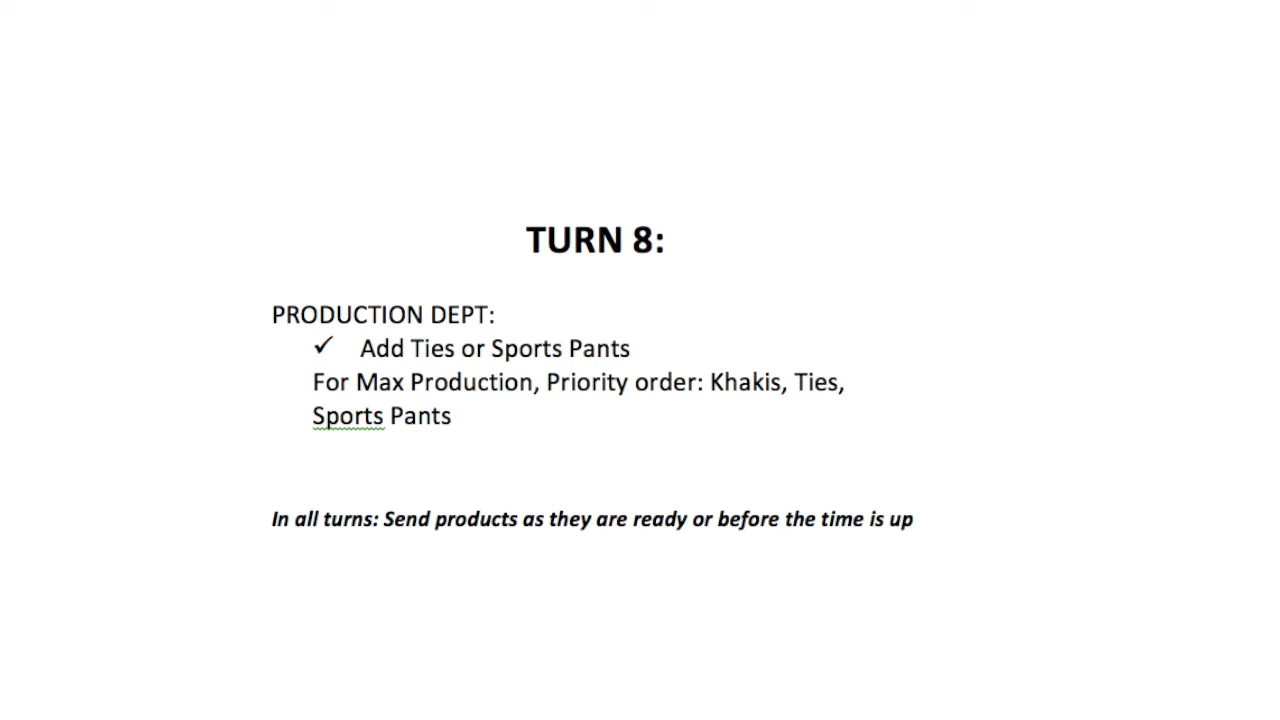 TURN 8:
PRODUCTION DEPT:
✓ Add Ties or Sports Pants
For Max Production, Priority order: Khakis, Ties,
Sports Pants
In all turns: Send products as they are ready or before the time is up